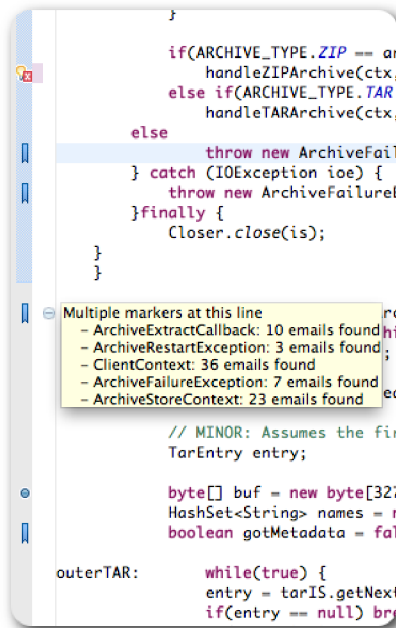 }
if(ARCHIVE_TYPE.ZIP == ar
handleZIPArchive(ctx,
else if(ARCHIVE_TYPE.TAR
handleTARArchive(ctx,
else
throw new ArchiveFail
} catch (IOException ioe) {
throw new ArchiveFailureE
}finally {
Closer.close(is);
}
}
Multiple markers at this line
- ArchiveExtractCallback: 10 emails found
- ArchiveRestartException: 3 emails found
- ClientContext: 36 emails found
- ArchiveFailureException: 7 emails found
- ArchiveStoreContext: 23 emails found
// MINOR: Assumes the fir
TarEntry entry;
byte[] buf = new byte[327
HashSet<String> names = n
boolean gotMetadata = fal
outerTAR: while(true) {
entry = tarIS.getNext
if(entry == null) bre